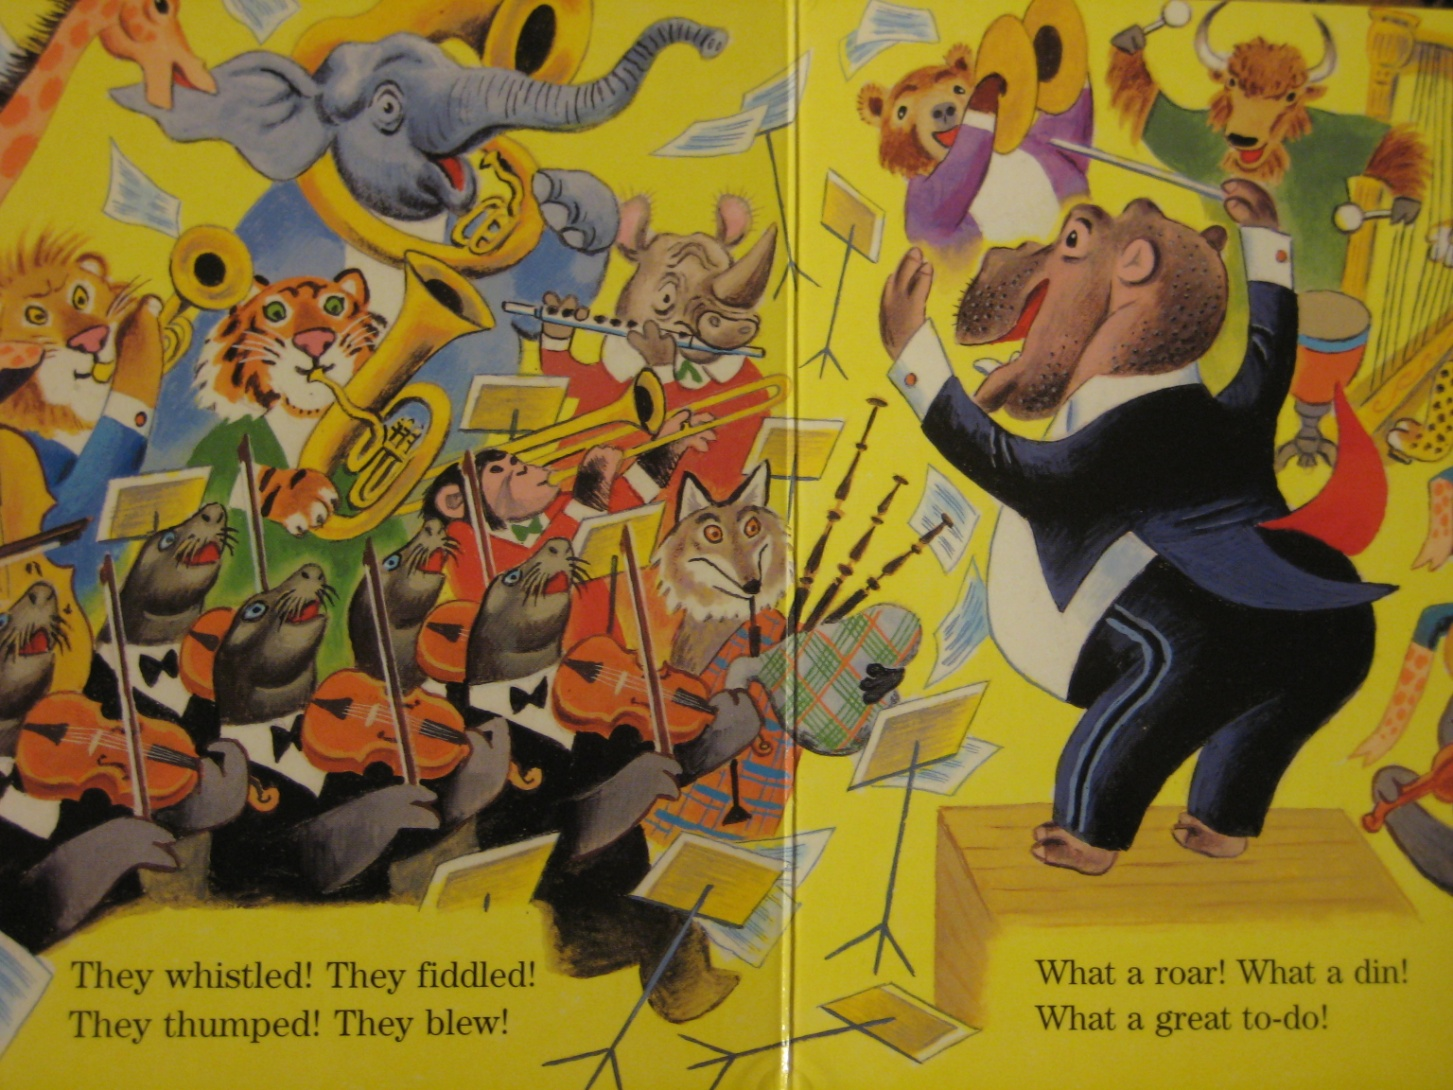 They whistled! They fiddled!
They thumped! They blew!
What a roar! What a din!
What a great to-do!